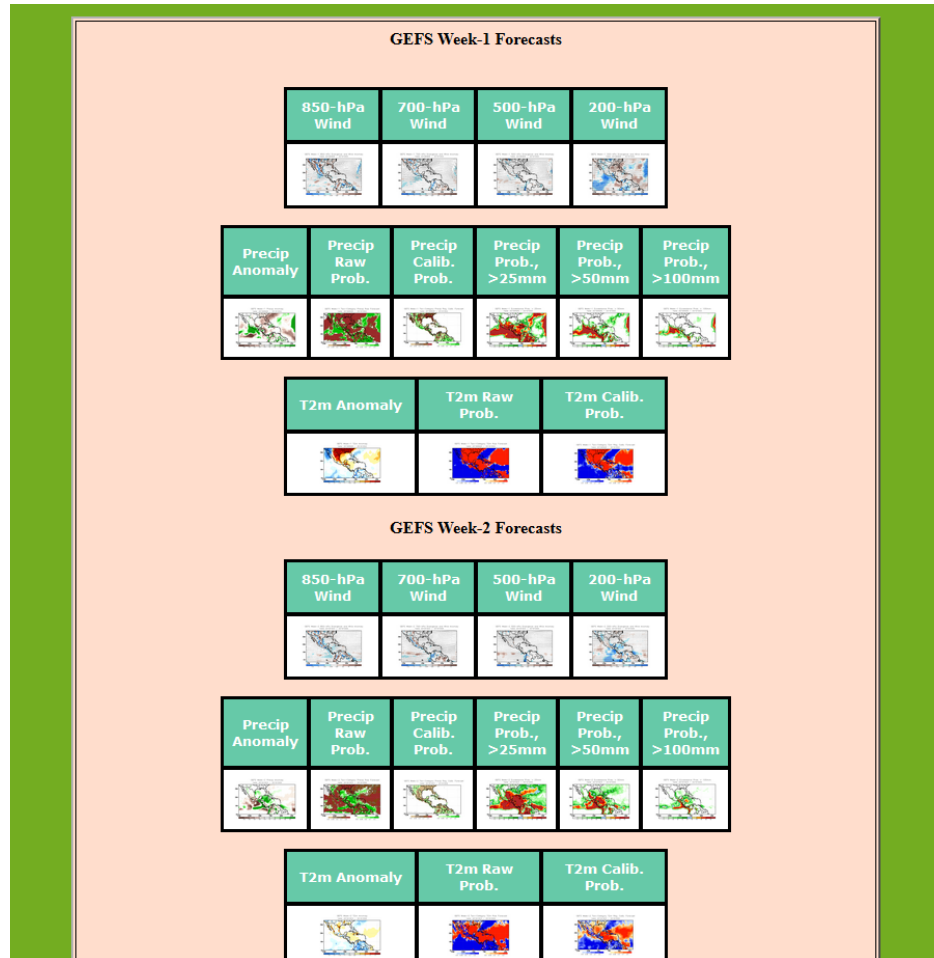 GEFS Week-1 Forecasts
850-hPa Wind
700-hPa Wind
500-hPa Wind
200-hPa Wind
Precip Anomaly
Precip Raw Prob.
Precip Calib. Prob.
Precip Prob., >25mm
Precip Prob., >50mm
Precip Prob., >100mm
T2m Anomaly
T2m Raw Prob.
T2m Calib. Prob.
GEFS Week-2 Forecasts
850-hPa Wind
700-hPa Wind
500-hPa Wind
200-hPa Wind
Precip Anomaly
Precip Raw Prob.
Precip Calib. Prob.
Precip Prob., >25mm
Precip Prob., >50mm
Precip Prob., >100mm
T2m Anomaly
T2m Raw Prob.
T2m Calib. Prob.